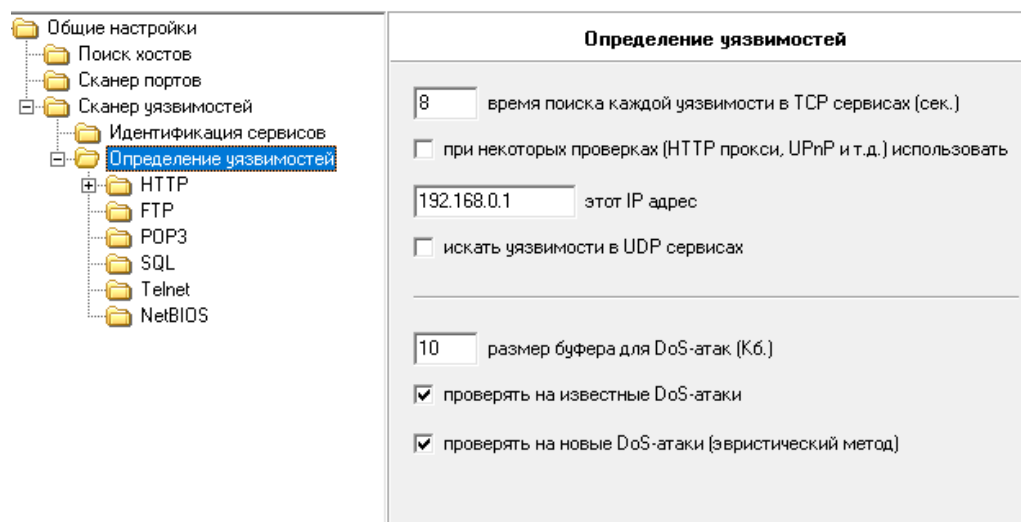 Общие настройки
Поиск хостов
Сканер портов
Сканер уязвимостей
Идентификация сервисов
Определение уязвимостей
HTTP
FTP
POP3
SQL
Telnet
NetBIOS
Определение уязвимостей
8 время поиска каждой уязвимости в TCP сервисах (сек.)
при некоторых проверках (HTTP прокси, UPnP и т.д.) использовать
192.168.0.1 этот IP адрес
искать уязвимости в UDP сервисах
10 размер буфера для DoS-атак (Кб.)
проверять на известные DoS-атаки
проверять на новые DoS-атаки (эвристический метод)